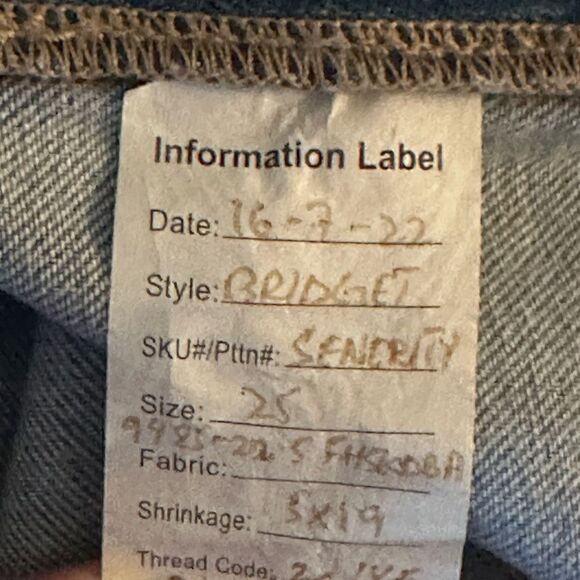 Information Label
Date: 16-7-22
Style: BRIDGET
SKU#/Pttn#: SENERITY
Size: 25
Fabric:
Shrinkage: 5x19
Thread Code: